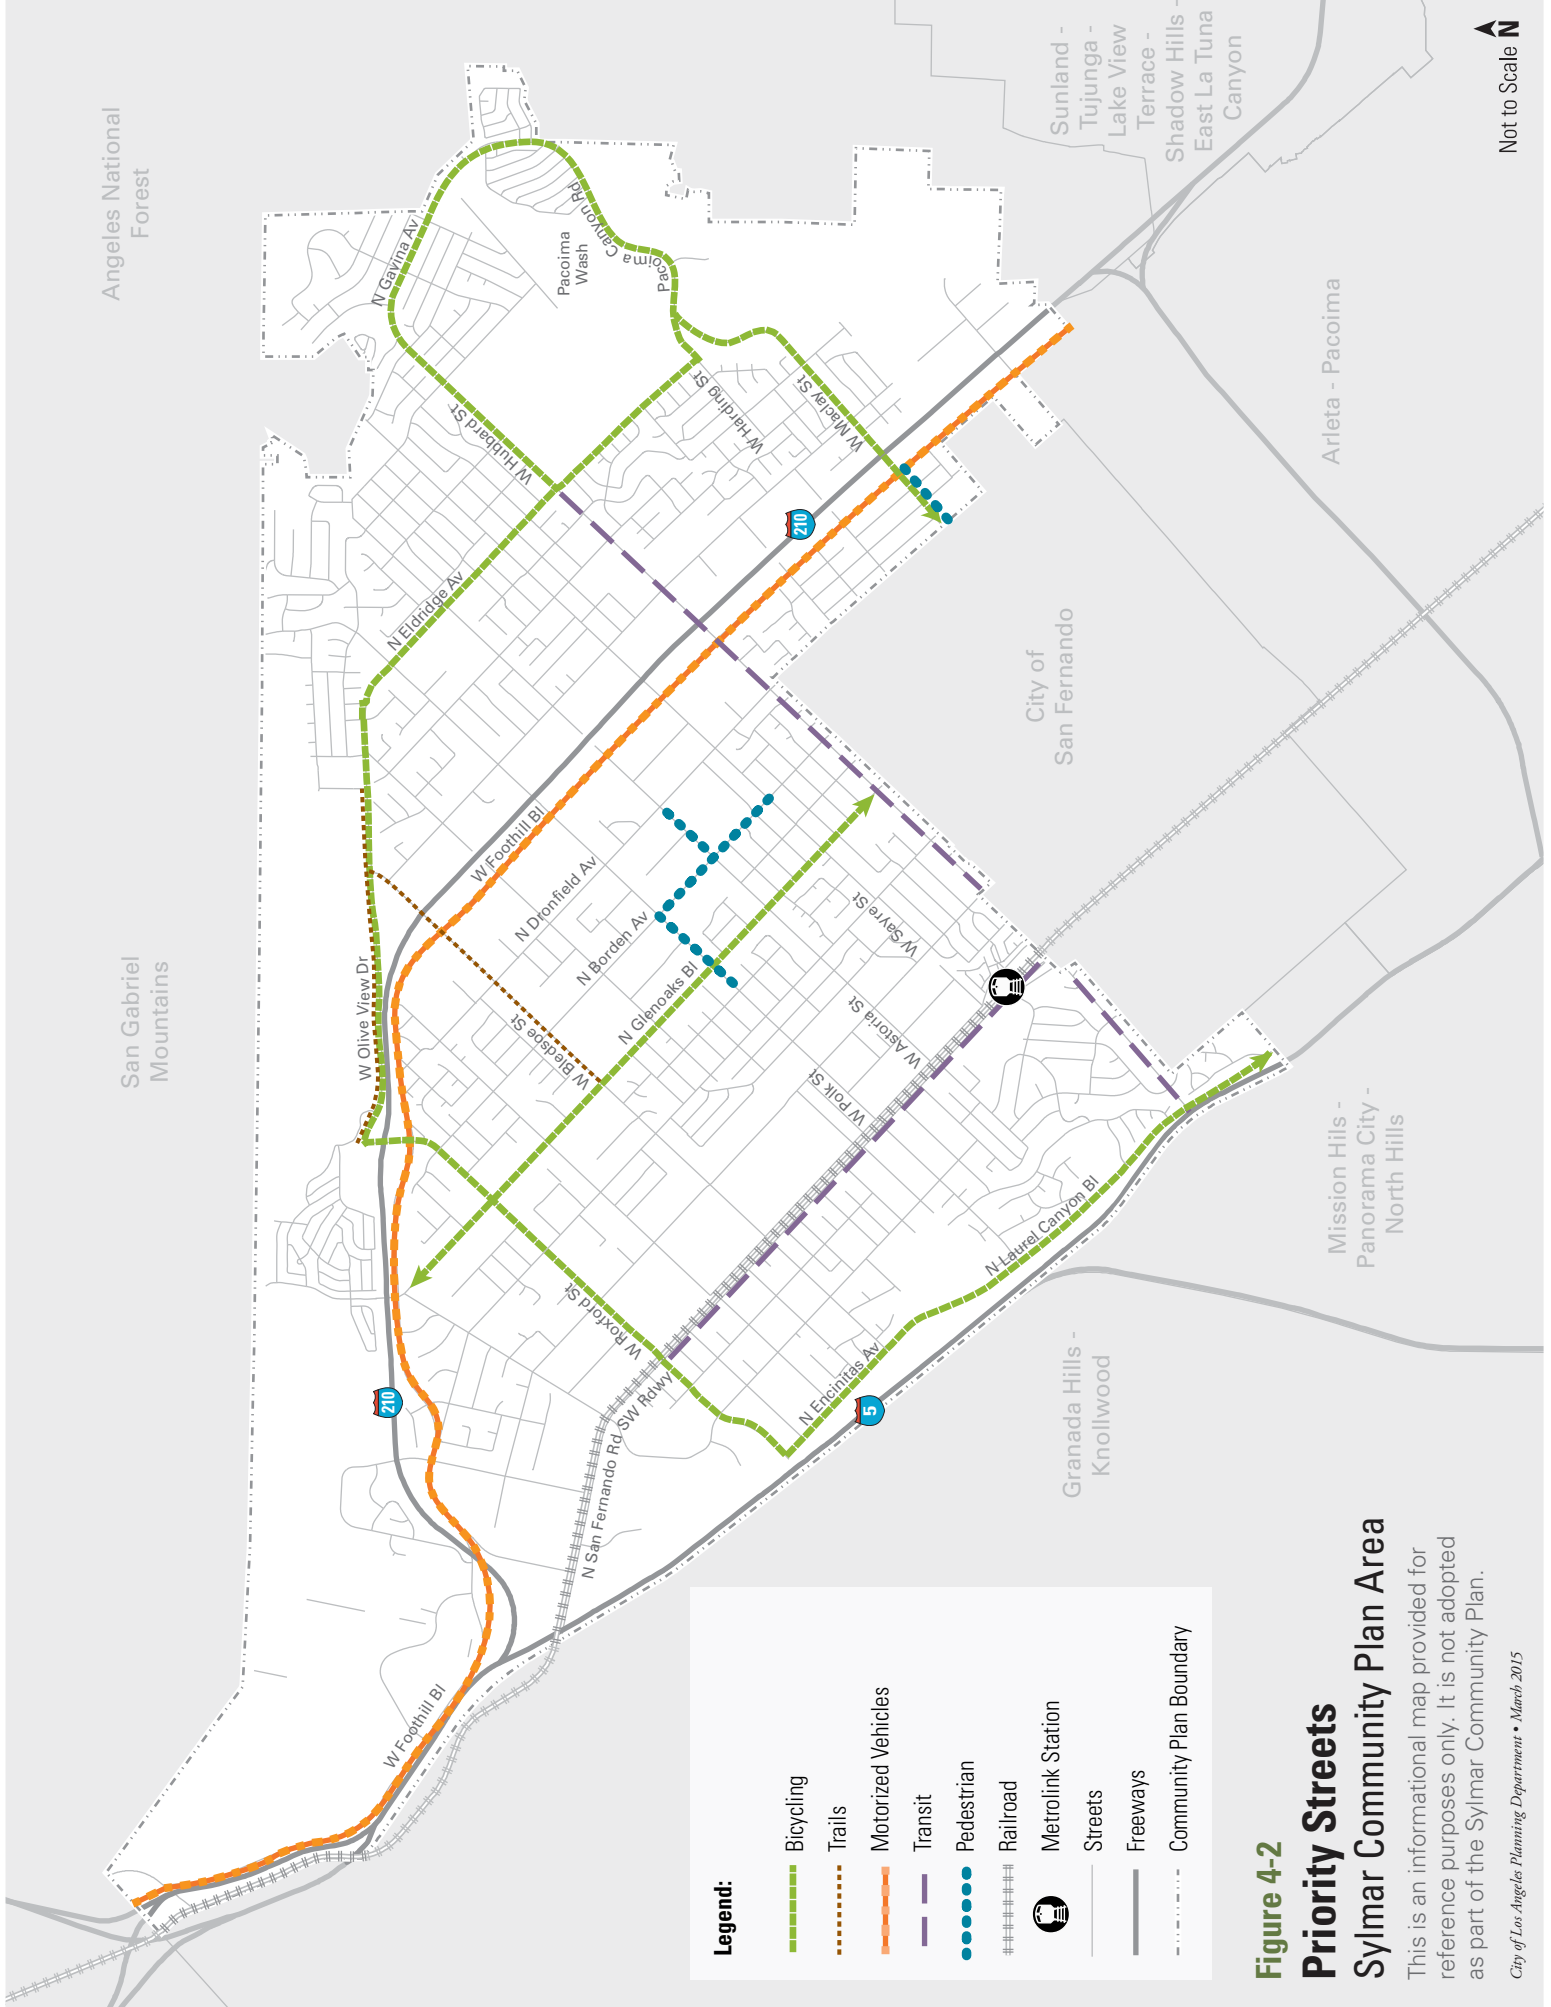 Angeles National
Forest
San Gabriel
Mountains
Sunland -
Tujunga -
Lake View
Terrace -
Shadow Hills -
East La Tuna
Canyon
Arleta - Pacoima
City of
San Fernando
Mission Hils -
Panorama City -
North Hills
Granada Hills -
Knollwood
N Gavina Av
Pacoima Canyon Rd
Pacoima
Wash
W Hubbard St
W Harding St
W Maclay St
N Eldridge Av
210
W Olive View Dr
W Foothill Bl
N Dronfield Av
N Borden Av
N Glenoaks Bl
W Bledsoe St
W Sayre St
W Astoria St
W Polk St
W Roxford St
N Laurel Canyon Bl
N Encinitas Av
5
210
SW Rdwy
N San Fernando Rd
W Foothill Bl
Legend:
Bicycling
Trails
Motorized Vehicles
Transit
Pedestrian
Railroad
Metrolink Station
Streets
Freeways
Community Plan Boundary
Figure 4-2
Priority Streets
Sylmar Community Plan Area
This is an informational map provided for
reference purposes only. It is not adopted
as part of the Sylmar Community Plan.
City of Los Angeles Planning Department • March 2015
Not to Scale
N